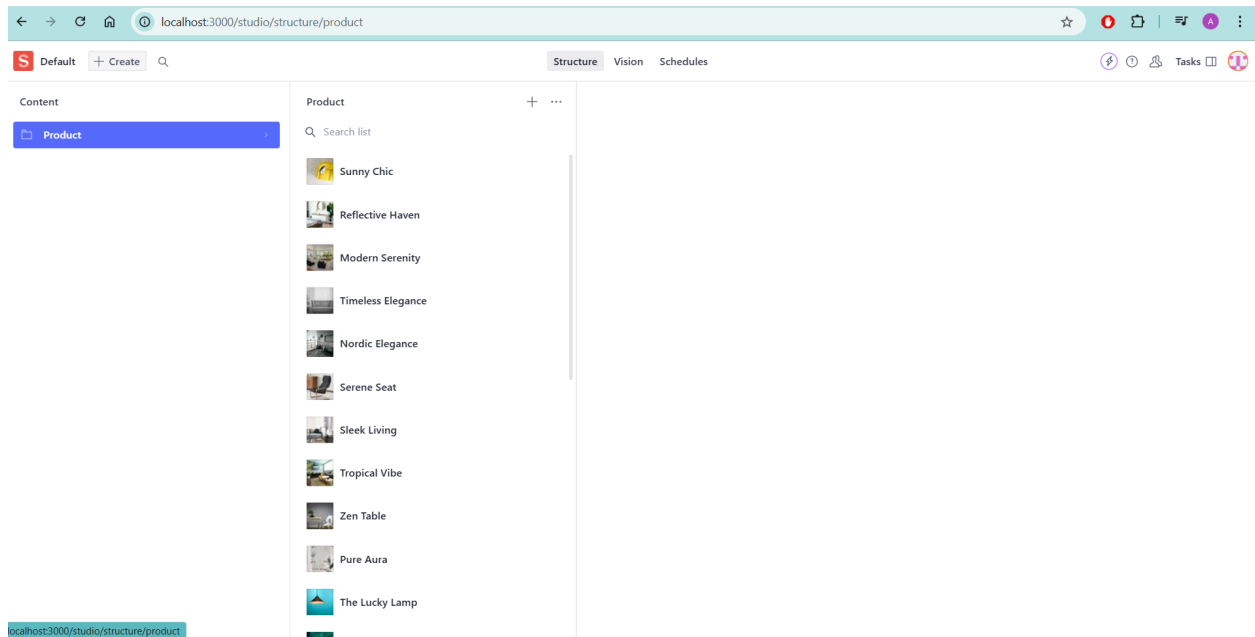 localhost:3000/studio/structure/product
A
S Default + Create Structure Vision Schedules Tasks
Content
Product
Product
Search list
Sunny Chic
Reflective Haven
Modern Serenity
Timeless Elegance
Nordic Elegance
Serene Seat
Sleek Living
Tropical Vibe
Zen Table
Pure Aura
The Lucky Lamp
localhost:3000/studio/structure/product